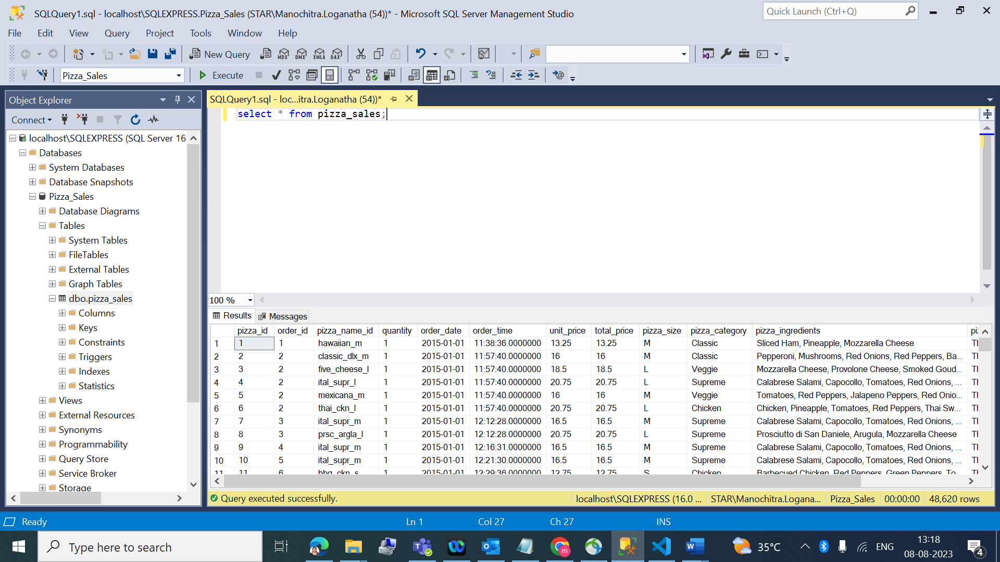 SQLQuery1.sql - localhost\SQLEXPRESS.Pizza_Sales (STAR\Manochitra.Loganatha (54))* - Microsoft SQL Server Management Studio
Quick Launch (Ctrl+Q)
File Edit View Query Project Tools Window Help
New Query MDX DMX XMLA DAX
Pizza_Sales Execute
Object Explorer
SQLQuery1.sql - loc...itra.Loganatha (54))*
Connect
select * from pizza_sales;
localhost\SQLEXPRESS (SQL Server 16
Databases
System Databases
Database Snapshots
Pizza_Sales
Database Diagrams
Tables
System Tables
FileTables
External Tables
Graph Tables
dbo.pizza_sales
Columns
Keys
Constraints
Triggers
Indexes
Statistics
Views
External Resources
Synonyms
Programmability
Query Store
Service Broker
Storage
100 %
Results Messages
pizza_id order_id pizza_name_id quantity order_date order_time unit_price total_price pizza_size pizza_category pizza_ingredients
1 1 1 hawaiian_m 1 2015-01-01 11:38:36.0000000 13.25 13.25 M Classic Sliced Ham, Pineapple, Mozzarella Cheese
2 2 2 classic_dlx_m 1 2015-01-01 11:57:40.0000000 16 16 M Classic Pepperoni, Mushrooms, Red Onions, Red Peppers, Ba...
3 3 2 five_cheese_l 1 2015-01-01 11:57:40.0000000 18.5 18.5 L Veggie Mozzarella Cheese, Provolone Cheese, Smoked Goud...
4 4 2 ital_supr_l 1 2015-01-01 11:57:40.0000000 20.75 20.75 L Supreme Calabrese Salami, Capocollo, Tomatoes, Red Onions, ...
5 5 2 mexicana_m 1 2015-01-01 11:57:40.0000000 16 16 M Veggie Tomatoes, Red Peppers, Jalapeno Peppers, Red Onio...
6 6 2 thai_ckn_l 1 2015-01-01 11:57:40.0000000 20.75 20.75 L Chicken Chicken, Pineapple, Tomatoes, Red Peppers, Thai Sw...
7 7 3 ital_supr_m 1 2015-01-01 12:12:28.0000000 16.5 16.5 M Supreme Calabrese Salami, Capocollo, Tomatoes, Red Onions, ...
8 8 3 prsc_argla_l 1 2015-01-01 12:12:28.0000000 20.75 20.75 L Supreme Prosciutto di San Daniele, Arugula, Mozzarella Cheese
9 9 4 ital_supr_m 1 2015-01-01 12:16:31.0000000 16.5 16.5 M Supreme Calabrese Salami, Capocollo, Tomatoes, Red Onions, ...
10 10 5 ital_supr_m 1 2015-01-01 12:21:30.0000000 16.5 16.5 M Supreme Calabrese Salami, Capocollo, Tomatoes, Red Onions, ...
11 11 6 bbq_ckn_s 1 2015-01-01 12:29:36.0000000 12.75 12.75 S Chicken Barbecued Chicken, Red Peppers, Green Peppers, To...
Query executed successfully. localhost\SQLEXPRESS (16.0 ... STAR\Manochitra.Logana... Pizza_Sales 00:00:00 48,620 rows
Ready Ln 1 Col 27 Ch 27 INS
Type here to search 35°C ENG 13:18
08-08-2023 4